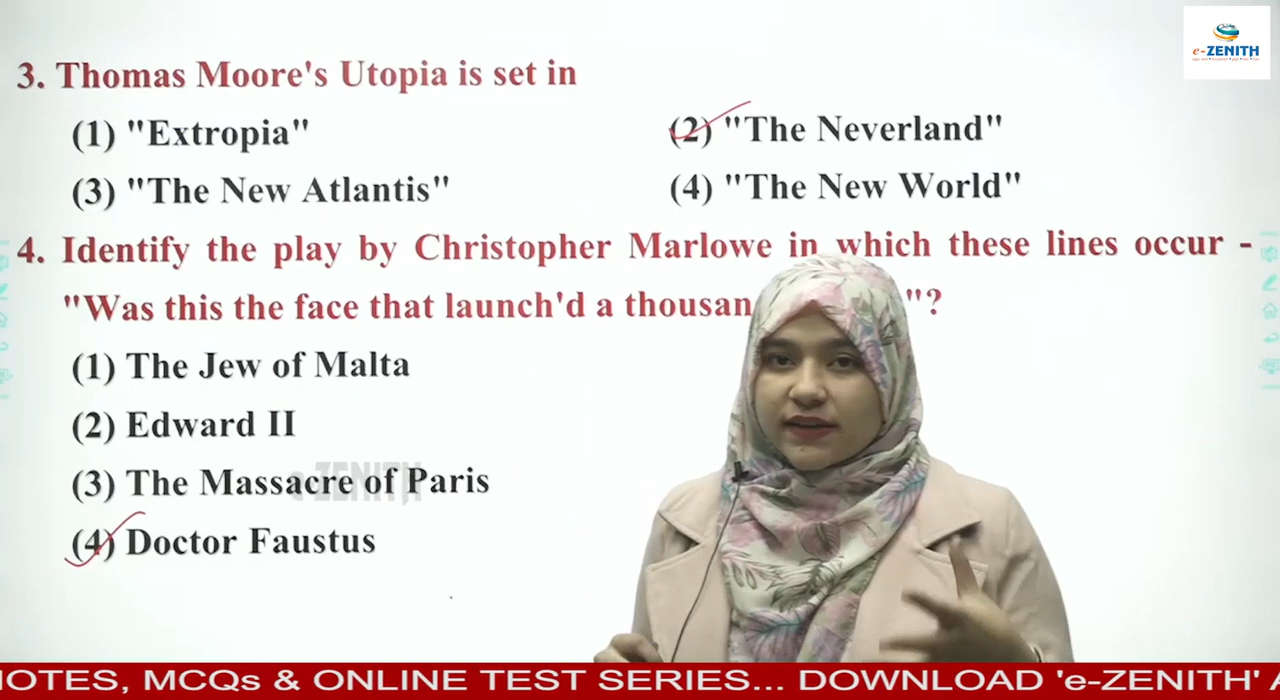 e-ZENITH
3. Thomas Moore's Utopia is set in
(1) "Extropia"
(2) "The Neverland"
(3) "The New Atlantis"
(4) "The New World"
4. Identify the play by Christopher Marlowe in which these lines occur -
"Was this the face that launch'd a thousan "?
(1) The Jew of Malta
(2) Edward II
(3) The Massacre of Paris
e-ZENITH
(4) Doctor Faustus
NOTES, MCQs & ONLINE TEST SERIES... DOWNLOAD 'e-ZENITH' A